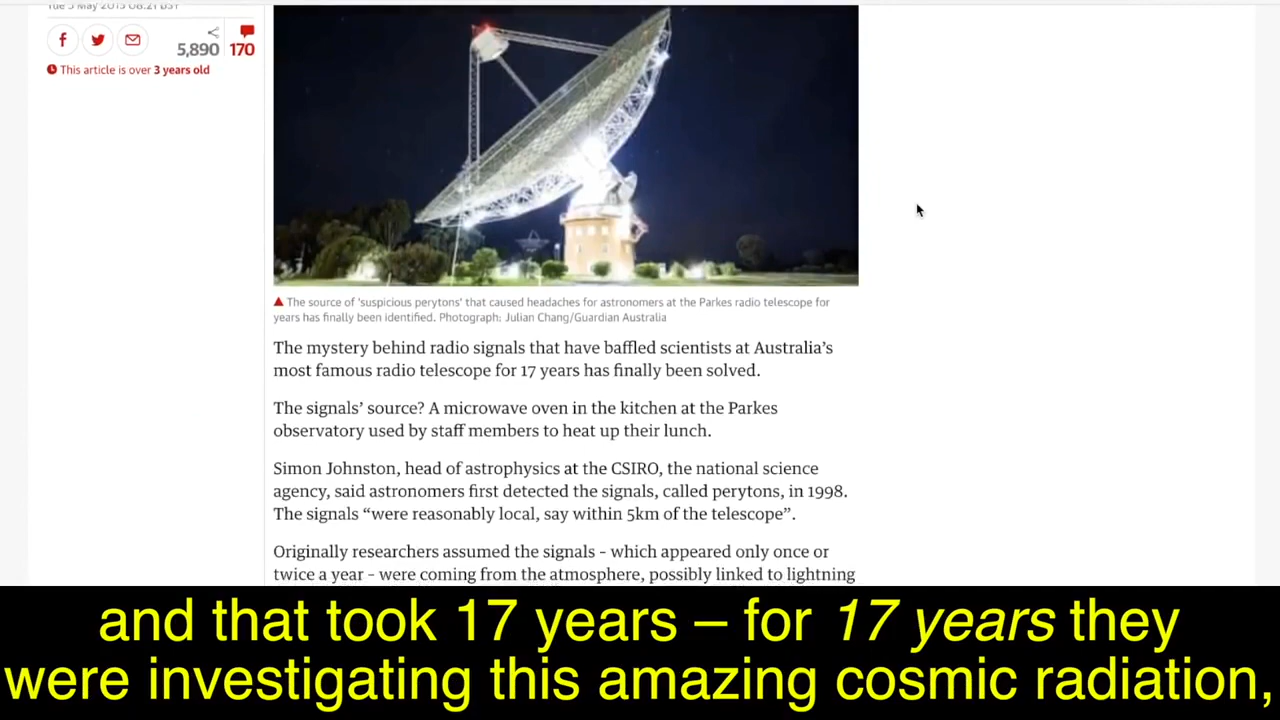 Tue 5 May 2015 08.21 BST
5,890 170
This article is over 3 years old
The source of 'suspicious perytons' that caused headaches for astronomers at the Parkes radio telescope for
years has finally been identified. Photograph: Julian Chang/Guardian Australia
The mystery behind radio signals that have baffled scientists at Australia’s
most famous radio telescope for 17 years has finally been solved.
The signals’ source? A microwave oven in the kitchen at the Parkes
observatory used by staff members to heat up their lunch.
Simon Johnston, head of astrophysics at the CSIRO, the national science
agency, said astronomers first detected the signals, called perytons, in 1998.
The signals “were reasonably local, say within 5km of the telescope”.
Originally researchers assumed the signals – which appeared only once or
twice a year – were coming from the atmosphere, possibly linked to lightning
and that took 17 years – for 17 years they
were investigating this amazing cosmic radiation,